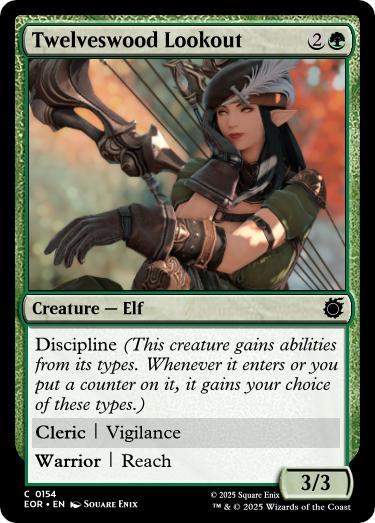 Twelveswood Lookout 2
Creature — Elf
Discipline (This creature gains abilities
from its types. Whenever it enters or you
put a counter on it, it gains your choice
of these types.)
Cleric | Vigilance
Warrior | Reach
3/3
C 0154
EOR • EN SQUARE ENIX
© 2025 Square Enix
™ & © 2025 Wizards of the Coast